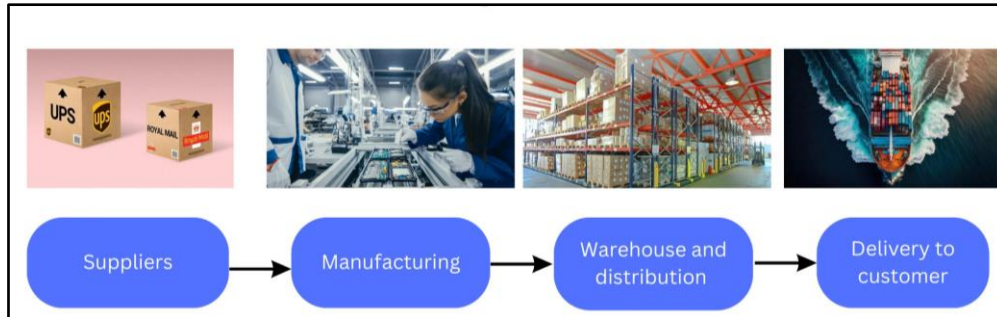 UPS
ups
ROYAL MAIL
Royal Mail
Suppliers
Manufacturing
Warehouse and
distribution
Delivery to
customer